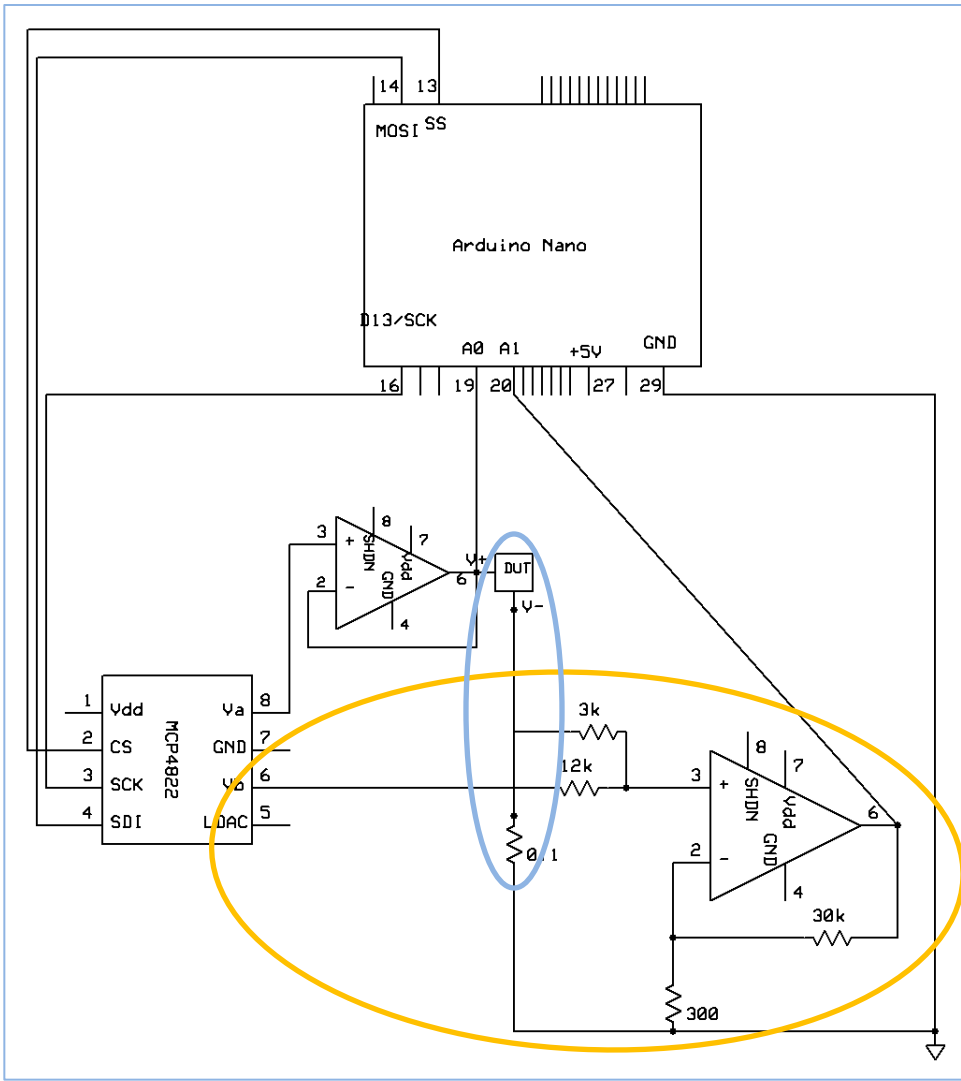 14 13
MOSI SS
Arduino Nano
D13/SCK
A0 A1 +5V GND
16 19 20 27 29
3 + SHDN 8 Vdd 7
2 - GND 4 6
V+ DUT
V-
MCP4822
1 Vdd Va 8
2 CS GND 7
3 SCK Vb 6
4 SDI LDAC 5
3k
12k
0.1
3 + SHDN 8 Vdd 7
2 - GND 4 6
30k
300